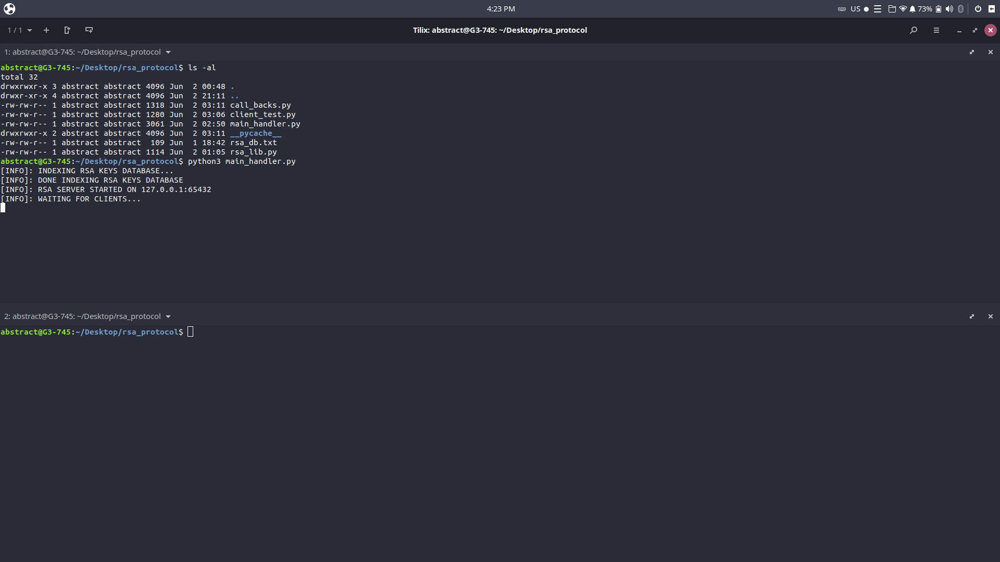 4:23 PM
US
73%
1 / 1
Tilix: abstract@G3-745: ~/Desktop/rsa_protocol
1: abstract@G3-745: ~/Desktop/rsa_protocol
abstract@G3-745:~/Desktop/rsa_protocol$ ls -al
total 32
drwxrwxr-x 3 abstract abstract 4096 Jun  2 00:48 .
drwxr-xr-x 4 abstract abstract 4096 Jun  2 21:11 ..
-rw-rw-r-- 1 abstract abstract 1318 Jun  2 03:11 call_backs.py
-rw-rw-r-- 1 abstract abstract 1280 Jun  2 03:06 client_test.py
-rw-rw-r-- 1 abstract abstract 3061 Jun  2 02:50 main_handler.py
drwxrwxr-x 2 abstract abstract 4096 Jun  2 03:11 __pycache__
-rw-rw-r-- 1 abstract abstract  109 Jun  1 18:42 rsa_db.txt
-rw-rw-r-- 1 abstract abstract 1114 Jun  2 01:05 rsa_lib.py
abstract@G3-745:~/Desktop/rsa_protocol$ python3 main_handler.py
[INFO]: INDEXING RSA KEYS DATABASE...
[INFO]: DONE INDEXING RSA KEYS DATABASE
[INFO]: RSA SERVER STARTED ON 127.0.0.1:65432
[INFO]: WAITING FOR CLIENTS...
2: abstract@G3-745: ~/Desktop/rsa_protocol
abstract@G3-745:~/Desktop/rsa_protocol$